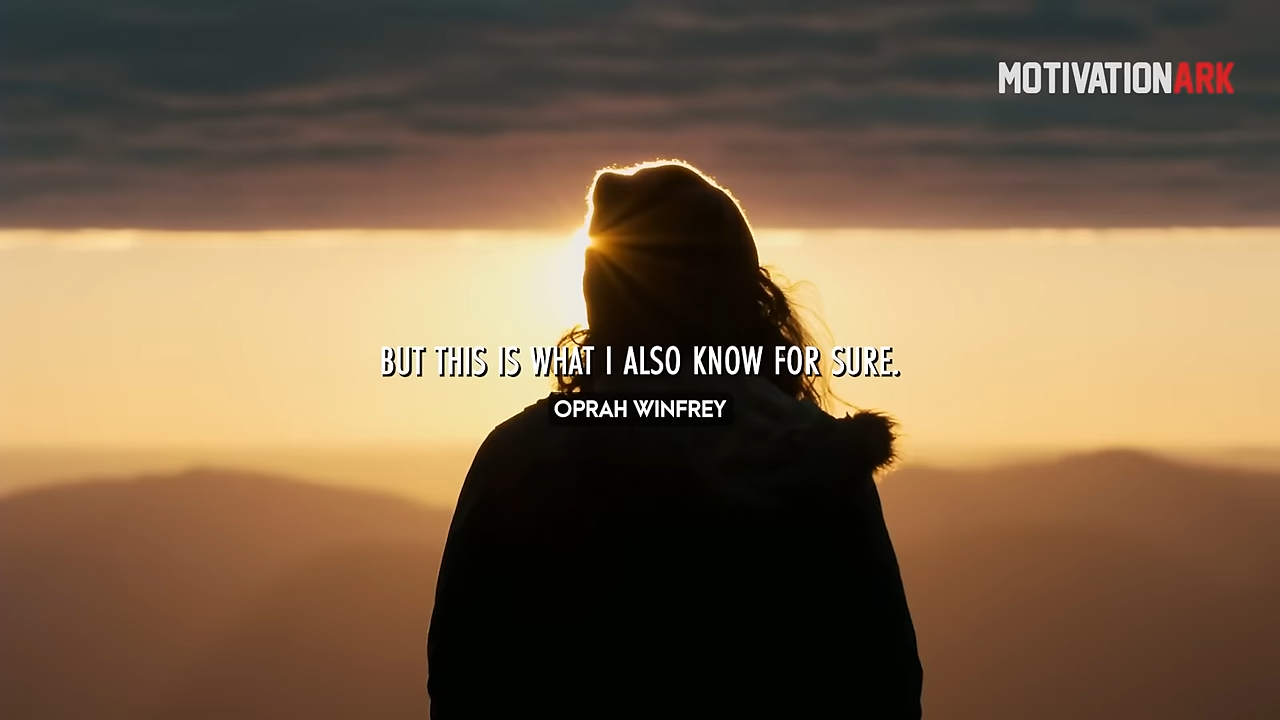 MOTIVATIONARK
BUT THIS IS WHAT I ALSO KNOW FOR SURE.
OPRAH WINFREY